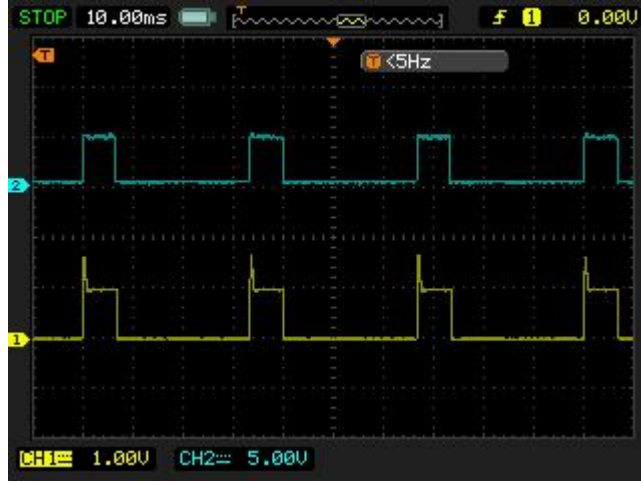 STOP 10.00ms T 1 0.00V
T
T <5Hz
2
1
CH1 1.00V CH2 5.00V